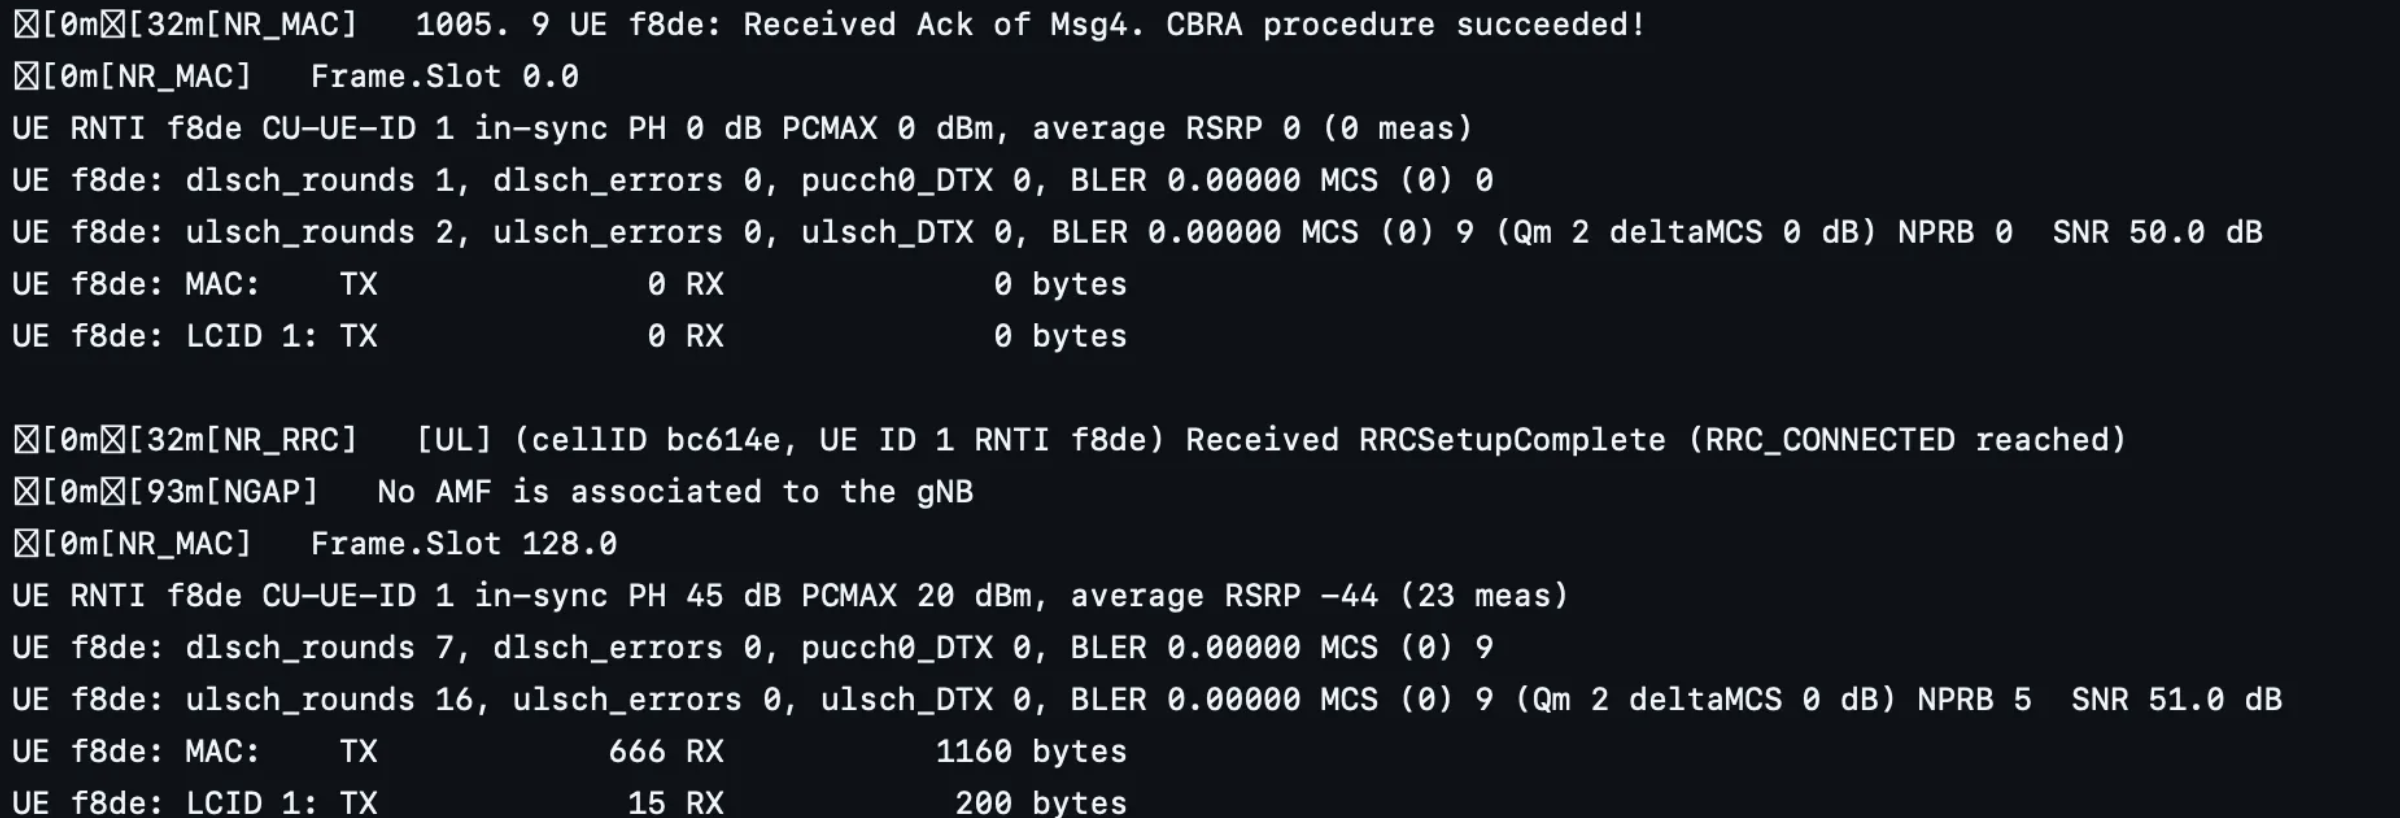 ☒[0m☒[32m[NR_MAC]   1005. 9 UE f8de: Received Ack of Msg4. CBRA procedure succeeded!
☒[0m[NR_MAC]   Frame.Slot 0.0
UE RNTI f8de CU-UE-ID 1 in-sync PH 0 dB PCMAX 0 dBm, average RSRP 0 (0 meas)
UE f8de: dlsch_rounds 1, dlsch_errors 0, pucch0_DTX 0, BLER 0.00000 MCS (0) 0
UE f8de: ulsch_rounds 2, ulsch_errors 0, ulsch_DTX 0, BLER 0.00000 MCS (0) 9 (Qm 2 deltaMCS 0 dB) NPRB 0  SNR 50.0 dB
UE f8de: MAC:    TX              0 RX              0 bytes
UE f8de: LCID 1: TX              0 RX              0 bytes

☒[0m☒[32m[NR_RRC]   [UL] (cellID bc614e, UE ID 1 RNTI f8de) Received RRCSetupComplete (RRC_CONNECTED reached)
☒[0m☒[93m[NGAP]   No AMF is associated to the gNB
☒[0m[NR_MAC]   Frame.Slot 128.0
UE RNTI f8de CU-UE-ID 1 in-sync PH 45 dB PCMAX 20 dBm, average RSRP -44 (23 meas)
UE f8de: dlsch_rounds 7, dlsch_errors 0, pucch0_DTX 0, BLER 0.00000 MCS (0) 9
UE f8de: ulsch_rounds 16, ulsch_errors 0, ulsch_DTX 0, BLER 0.00000 MCS (0) 9 (Qm 2 deltaMCS 0 dB) NPRB 5  SNR 51.0 dB
UE f8de: MAC:    TX            666 RX           1160 bytes
UE f8de: LCID 1: TX             15 RX            200 bytes